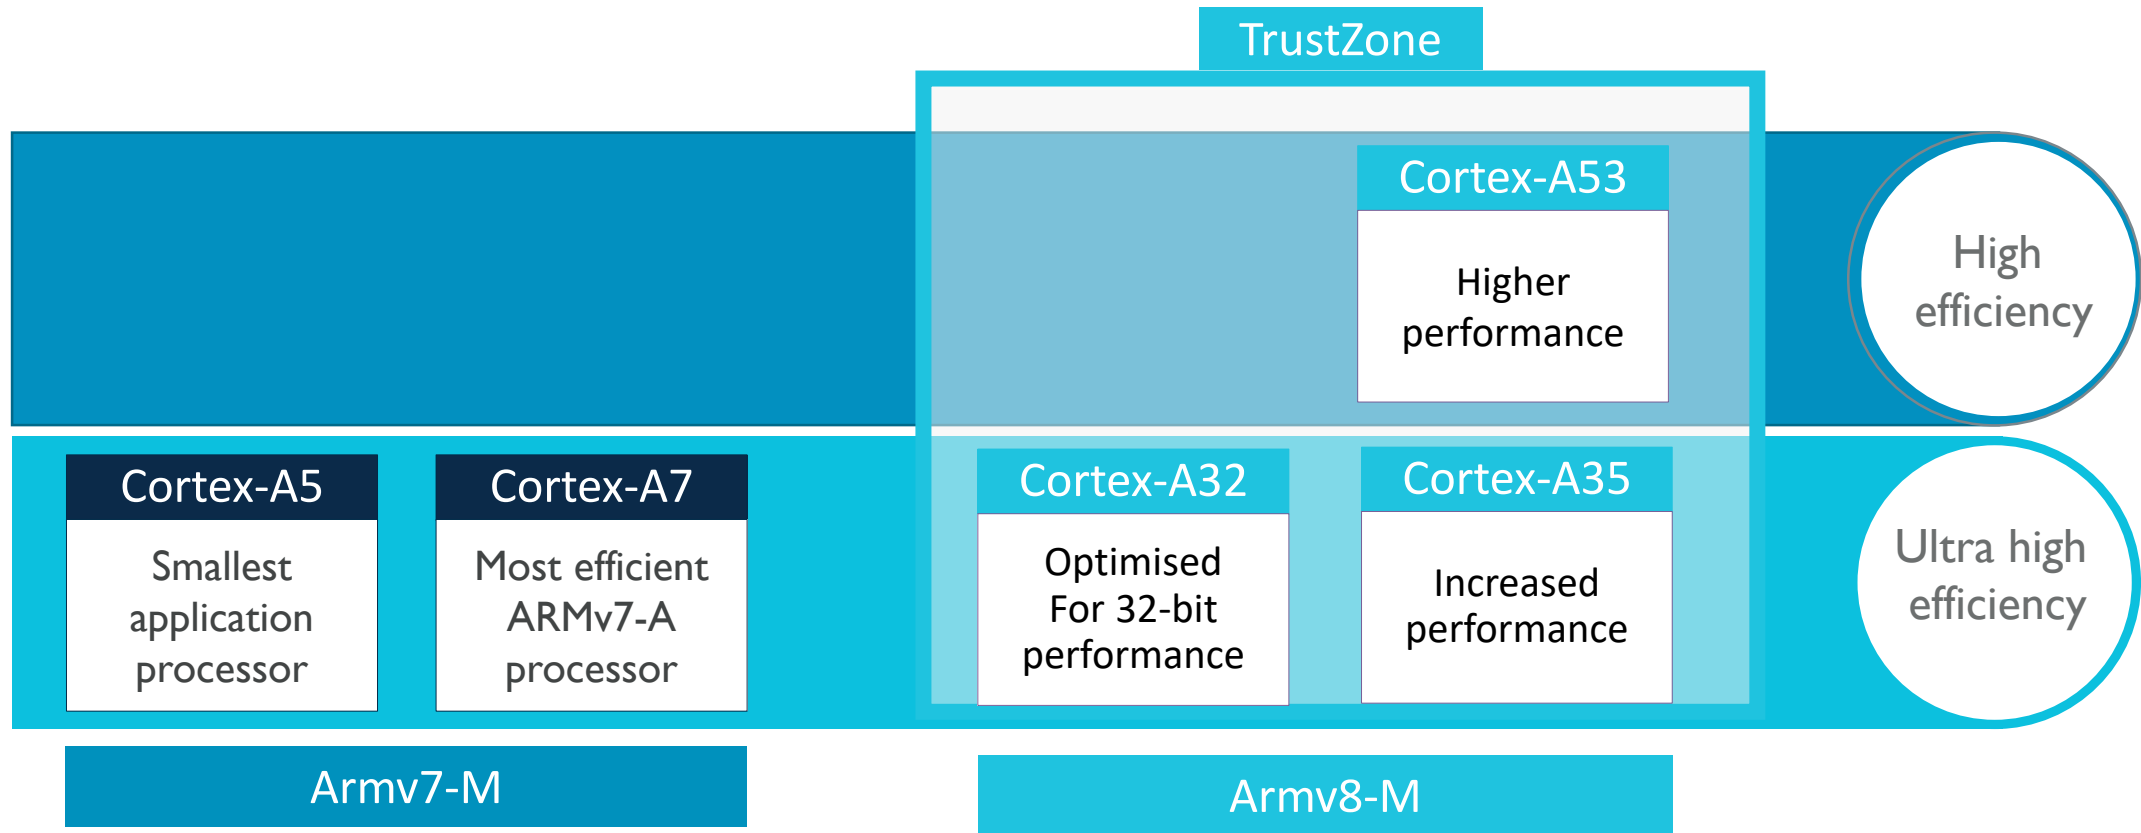 TrustZone
Cortex-A53
Higher
performance
High
efficiency
Cortex-A5
Smallest
application
processor
Cortex-A7
Most efficient
ARMv7-A
processor
Cortex-A32
Optimised
For 32-bit
performance
Cortex-A35
Increased
performance
Ultra high
efficiency
Armv7-M
Armv8-M